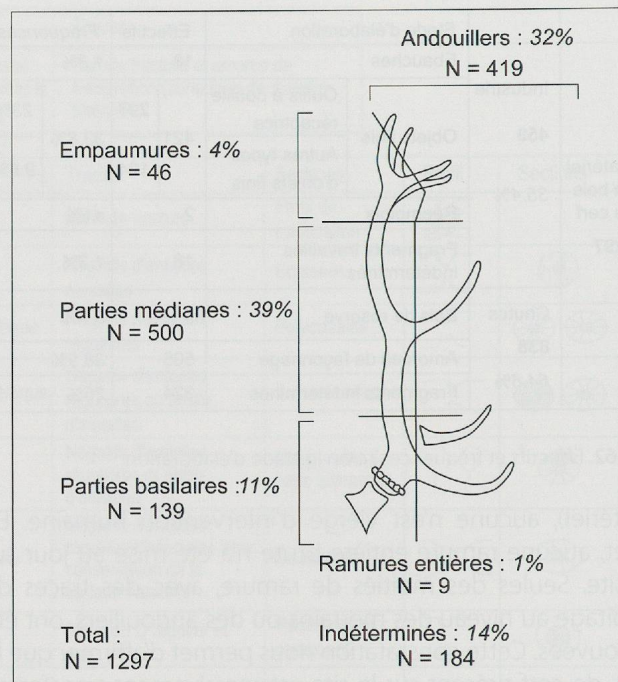 Andouillers : 32%
N = 419
Empaumures : 4%
N = 46
Parties médianes : 39%
N = 500
Parties basilaires :11%
N = 139
Ramures entières : 1%
N = 9
Total :
N = 1297
Indéterminés : 14%
N = 184